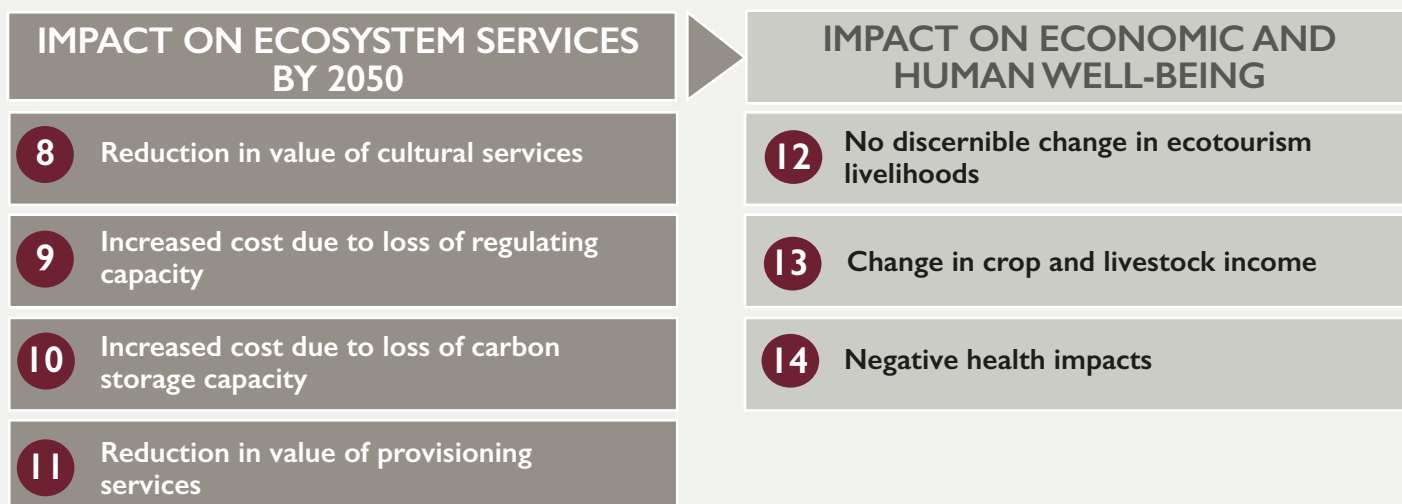 IMPACT ON ECOSYSTEM SERVICES
BY 2050
8
Reduction in value of cultural services
9
Increased cost due to loss of regulating
capacity
10
Increased cost due to loss of carbon
storage capacity
11
Reduction in value of provisioning
services
IMPACT ON ECONOMIC AND
HUMAN WELL-BEING
12
No discernible change in ecotourism
livelihoods
13
Change in crop and livestock income
14
Negative health impacts